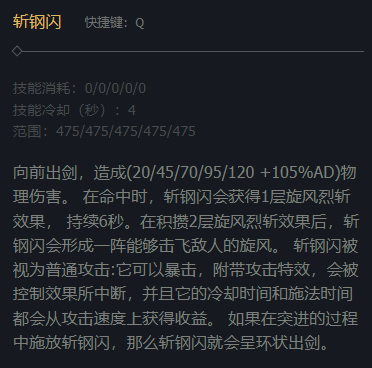 斩钢闪 快捷键：Q
技能消耗：0/0/0/0/0
技能冷却（秒）：4
范围：475/475/475/475/475
向前出剑，造成(20/45/70/95/120 +105%AD)物
理伤害。 在命中时，斩钢闪会获得1层旋风烈斩
效果， 持续6秒。在积攒2层旋风烈斩效果后，斩
钢闪会形成一阵能够击飞敌人的旋风。 斩钢闪被
视为普通攻击:它可以暴击，附带攻击特效，会被
控制效果所中断，并且它的冷却时间和施法时间
都会从攻击速度上获得收益。 如果在突进的过程
中施放斩钢闪，那么斩钢闪就会呈环状出剑。